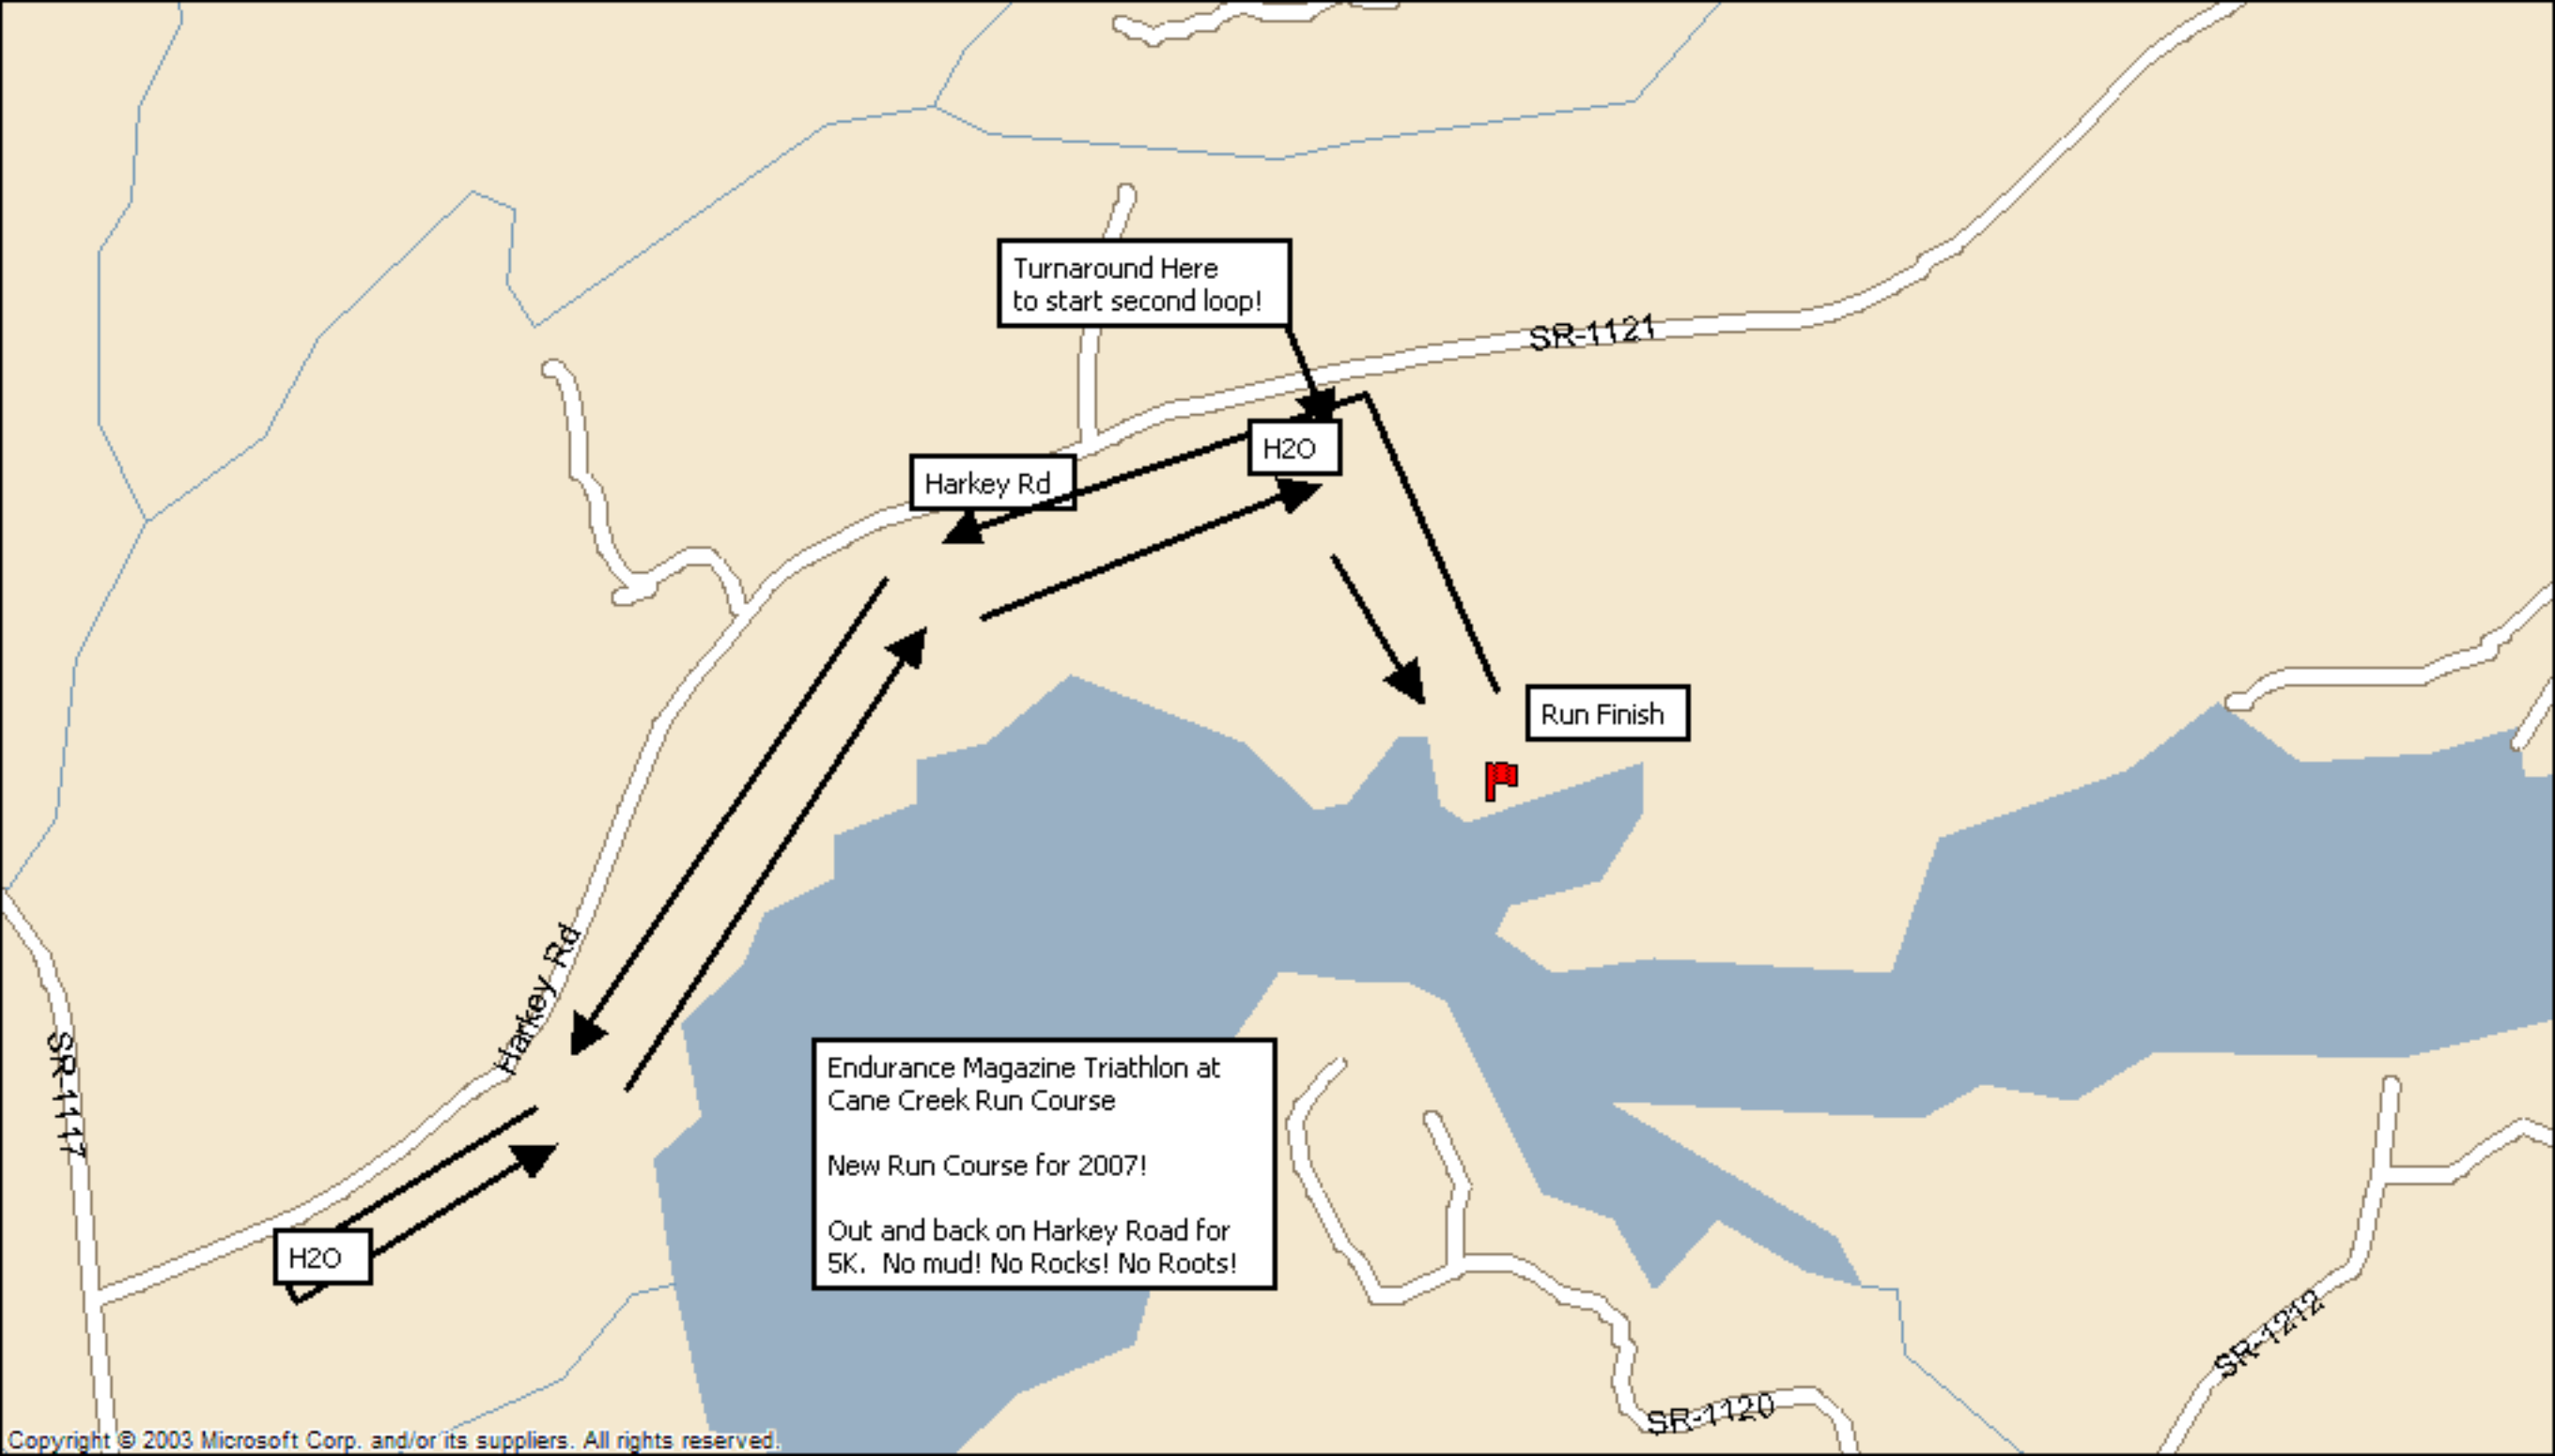 Turnaround Here
to start second loop!
SR-1121
H2O
Harkey Rd
Run Finish
Harkey Rd
SR-1117
Endurance Magazine Triathlon at
Cane Creek Run Course
New Run Course for 2007!
Out and back on Harkey Road for
5K.  No mud! No Rocks! No Roots!
H2O
SR-1212
SR-1120
Copyright © 2003 Microsoft Corp. and/or its suppliers. All rights reserved.